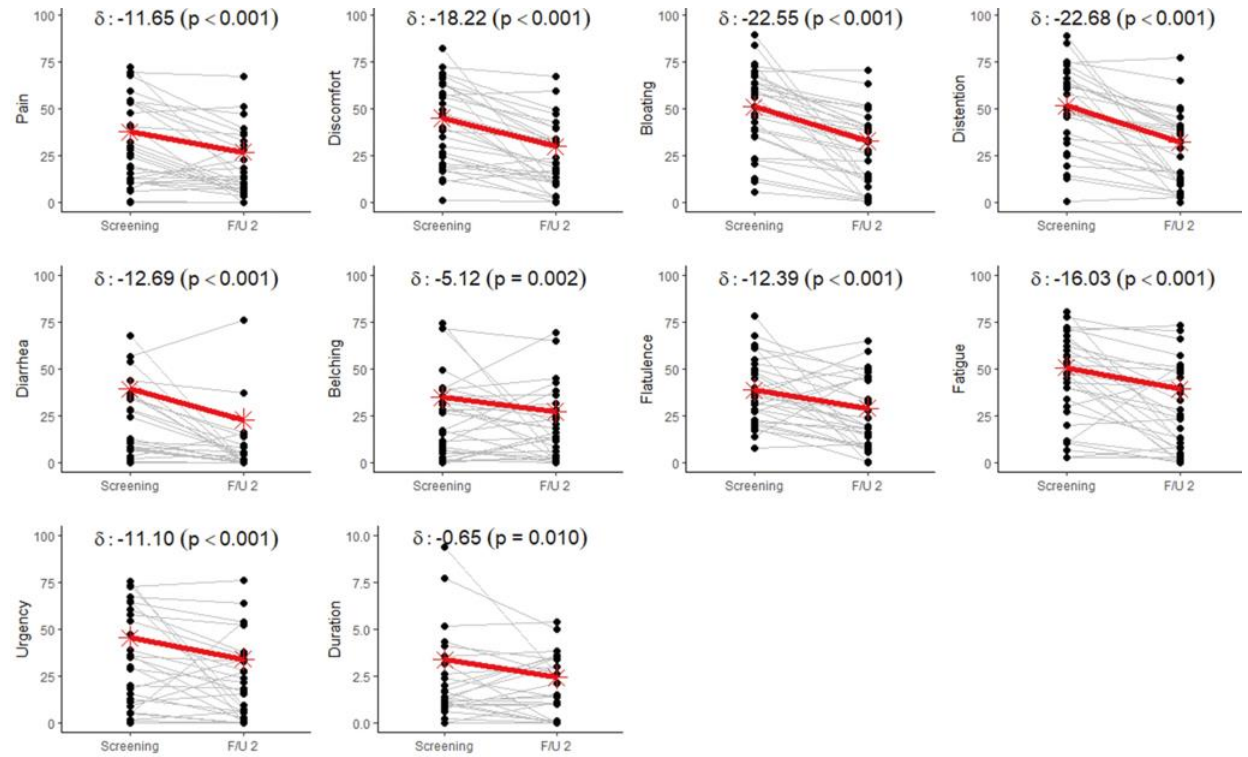 δ : -11.65 (p < 0.001)
100
75
50
25
0
Pain
Screening
F/U 2
δ : -18.22 (p < 0.001)
100
75
50
25
0
Discomfort
Screening
F/U 2
δ : -22.55 (p < 0.001)
100
75
50
25
0
Bloating
Screening
F/U 2
δ : -22.68 (p < 0.001)
100
75
50
25
0
Distention
Screening
F/U 2
δ : -12.69 (p < 0.001)
100
75
50
25
0
Diarrhea
Screening
F/U 2
δ : -5.12 (p = 0.002)
100
75
50
25
0
Belching
Screening
F/U 2
δ : -12.39 (p < 0.001)
100
75
50
25
0
Flatulence
Screening
F/U 2
δ : -16.03 (p < 0.001)
100
75
50
25
0
Fatigue
Screening
F/U 2
δ : -11.10 (p < 0.001)
100
75
50
25
0
Urgency
Screening
F/U 2
δ : -0.65 (p = 0.010)
10.0
7.5
5.0
2.5
0.0
Duration
Screening
F/U 2